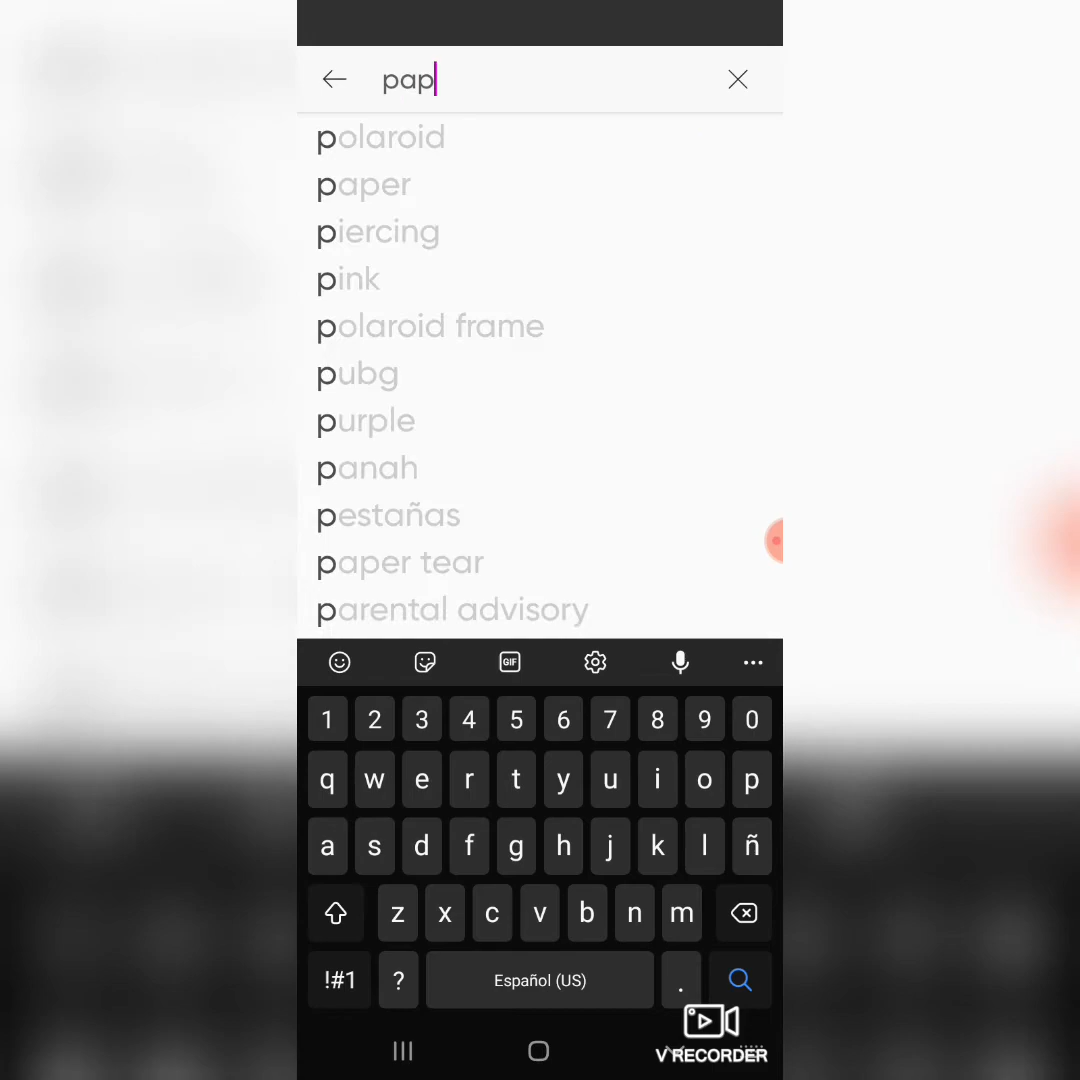 pap
polaroid
paper
piercing
pink
polaroid frame
pubg
purple
panah
pestañas
paper tear
parental advisory
GIF
1 2 3 4 5 6 7 8 9 0
q w e r t y u i o p
a s d f g h j k l ñ
z x c v b n m
!#1 ? Español (US) .
V RECORDER